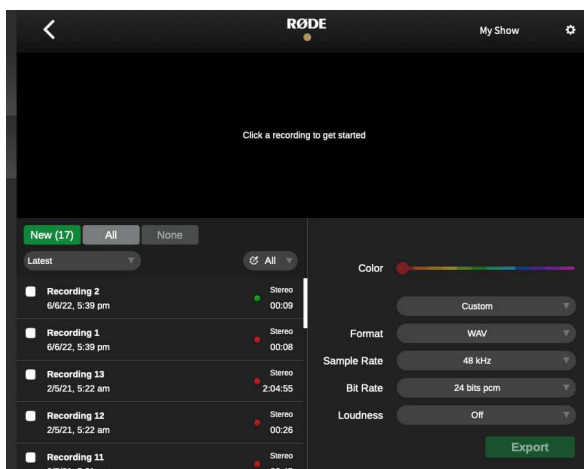 RØDE
My Show
Click a recording to get started
New (17) All None
Latest
All
Recording 2 Stereo
6/6/22, 5:39 pm 00:09
Recording 1 Stereo
6/6/22, 5:39 pm 00:08
Recording 13 Stereo
2/5/21, 5:22 am 2:04:55
Recording 12 Stereo
2/5/21, 5:22 am 00:26
Recording 11 Stereo
Color
Custom
Format WAV
Sample Rate 48 kHz
Bit Rate 24 bits pcm
Loudness Off
Export